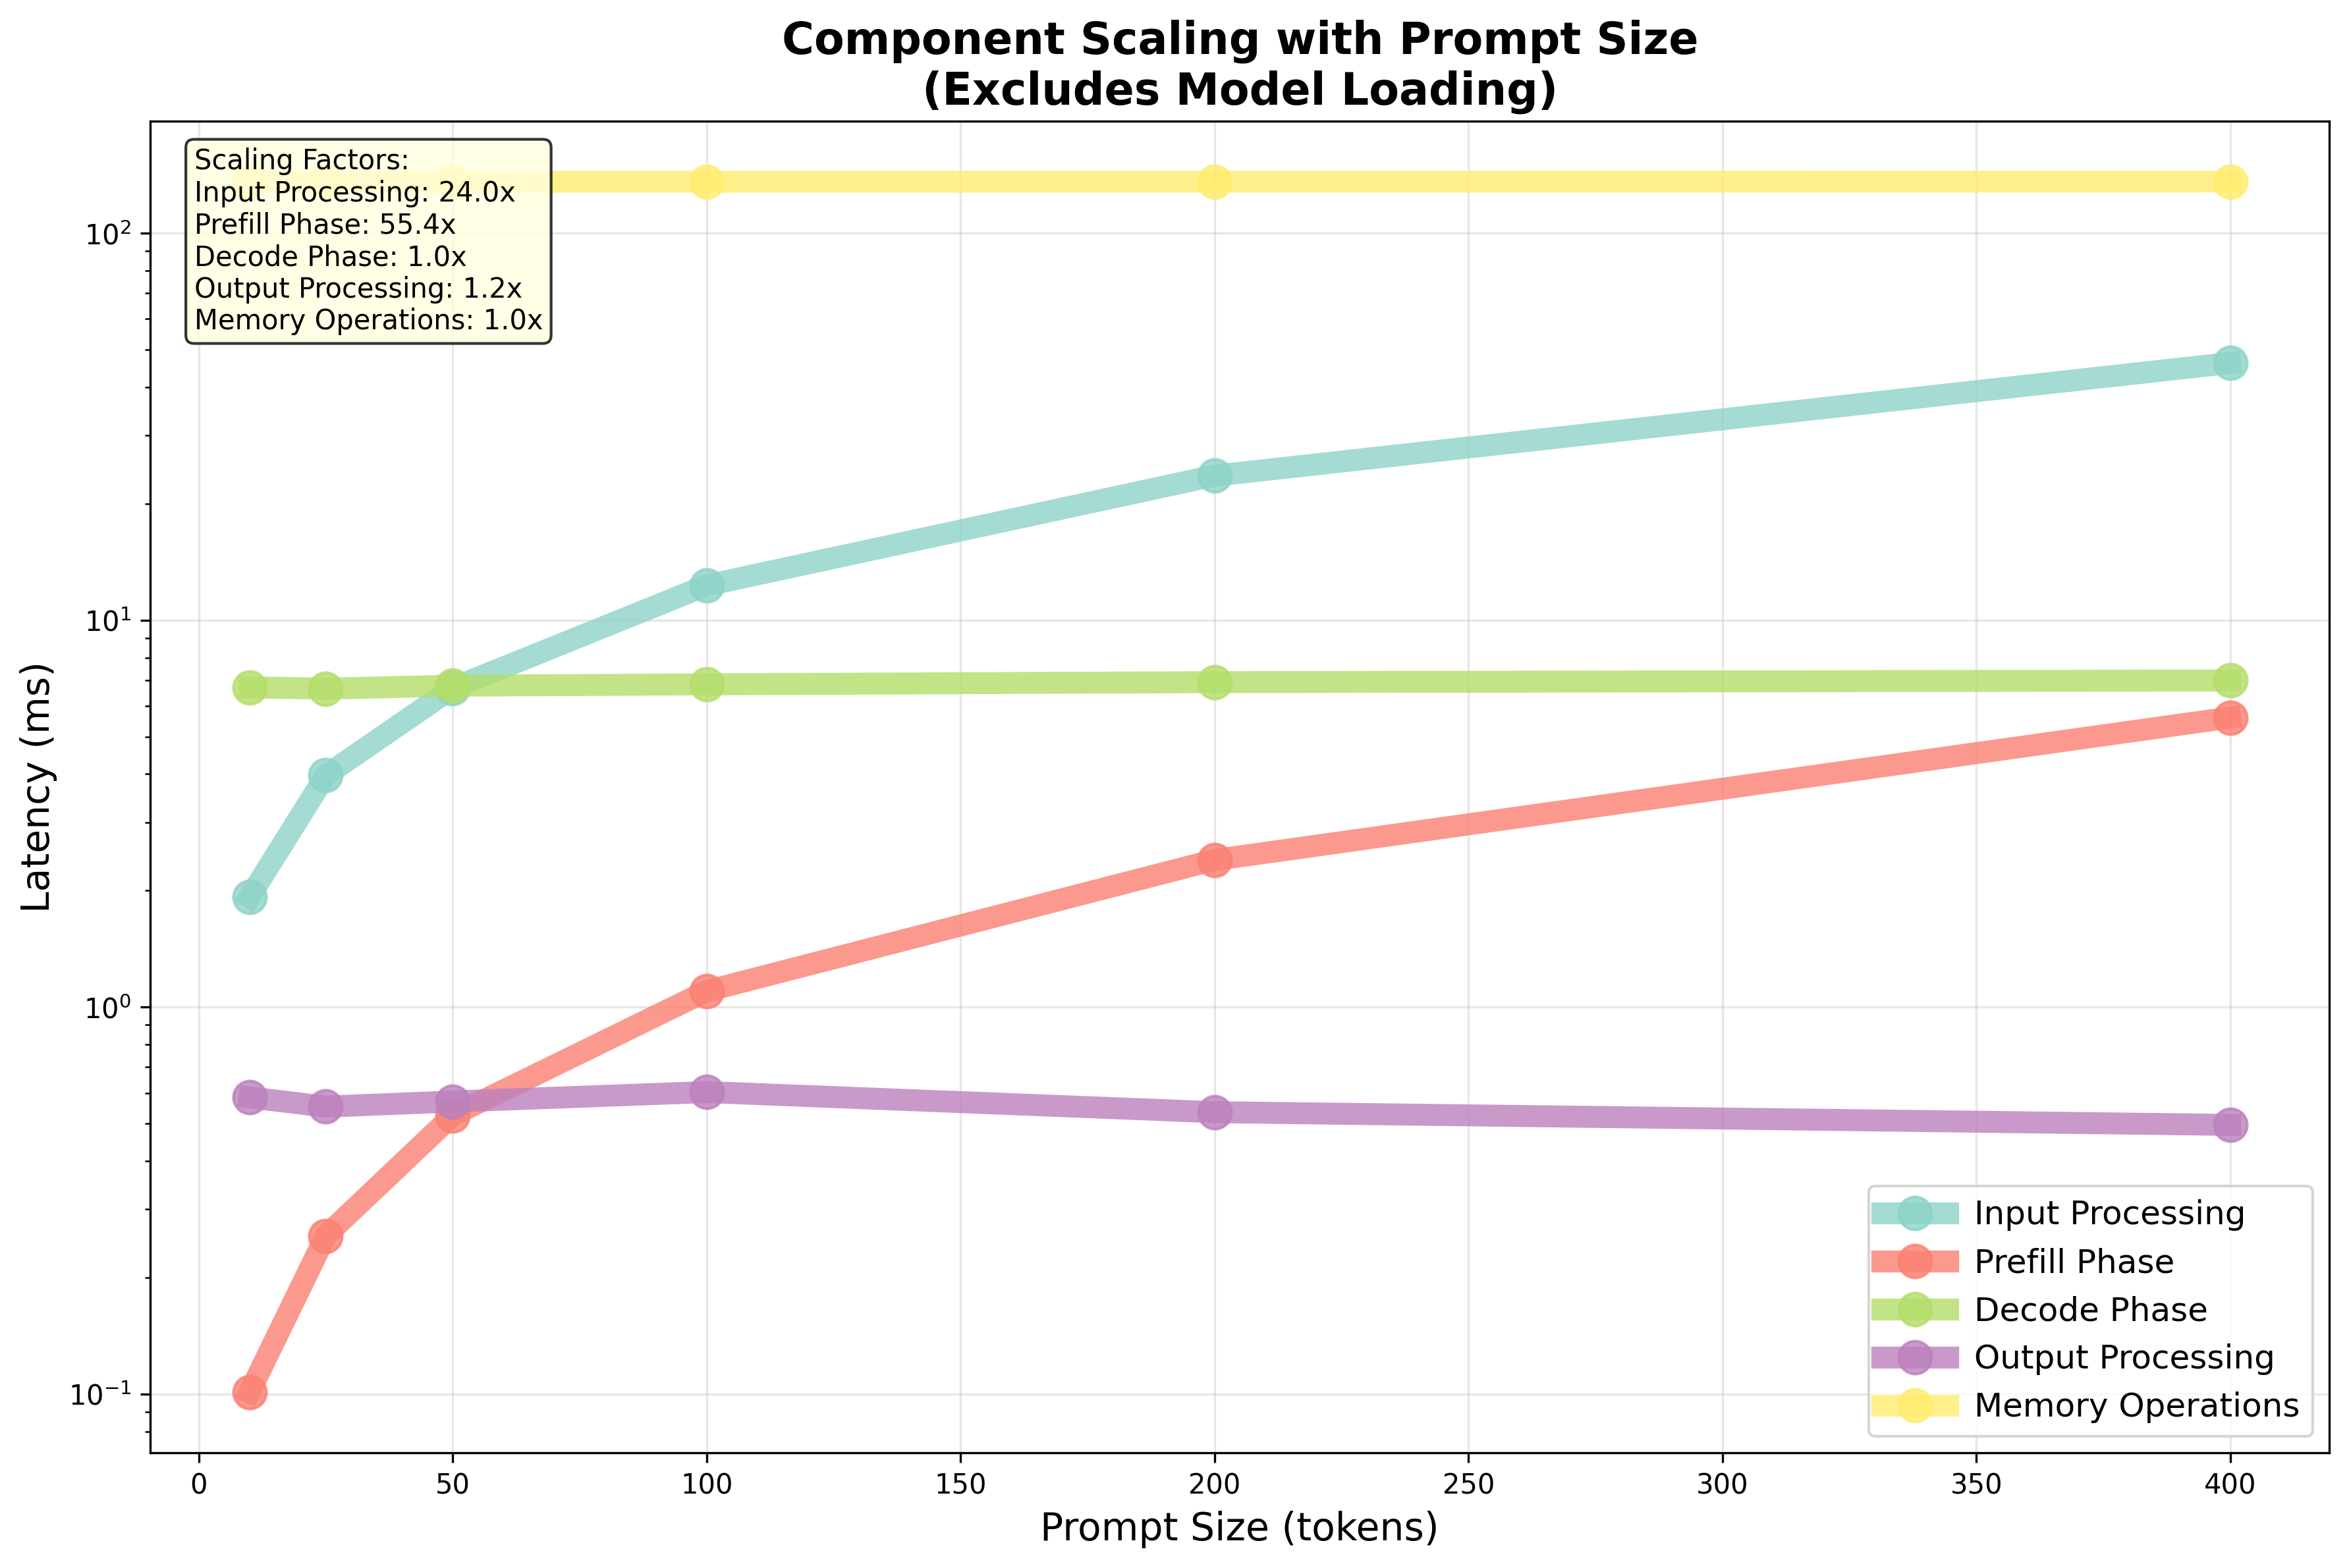 Component Scaling with Prompt Size
(Excludes Model Loading)
Scaling Factors:
Input Processing: 24.0x
Prefill Phase: 55.4x
Decode Phase: 1.0x
Output Processing: 1.2x
Memory Operations: 1.0x
10²
10¹
10⁰
10⁻¹
Latency (ms)
0 50 100 150 200 250 300 350 400
Prompt Size (tokens)
Input Processing
Prefill Phase
Decode Phase
Output Processing
Memory Operations